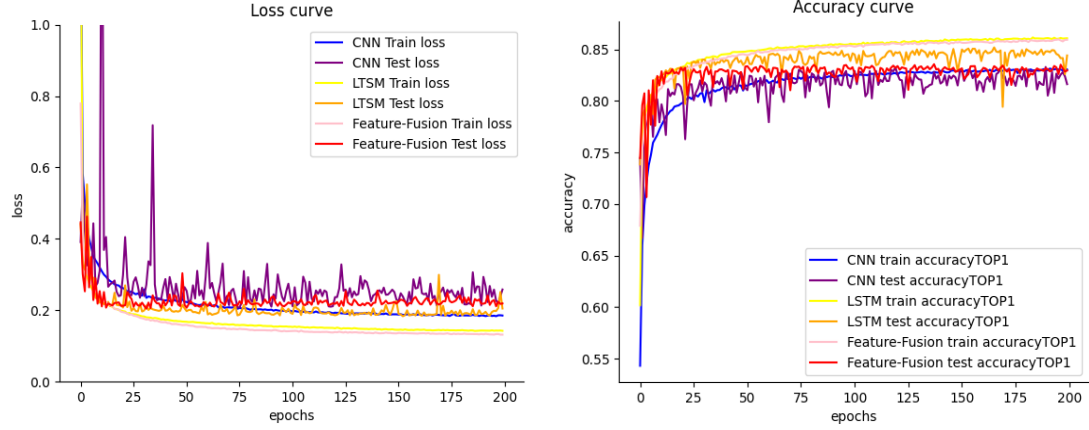 Loss curve
1.0
0.8
0.6
0.4
0.2
0.0
loss
0
25
50
75
100
125
150
175
200
epochs
CNN Train loss
CNN Test loss
LTSM Train loss
LTSM Test loss
Feature-Fusion Train loss
Feature-Fusion Test loss
Accuracy curve
0.85
0.80
0.75
0.70
0.65
0.60
0.55
accuracy
0
25
50
75
100
125
150
175
200
epochs
CNN train accuracyTOP1
CNN test accuracyTOP1
LSTM train accuracyTOP1
LSTM test accuracyTOP1
Feature-Fusion train accuracyTOP1
Feature-Fusion test accuracyTOP1